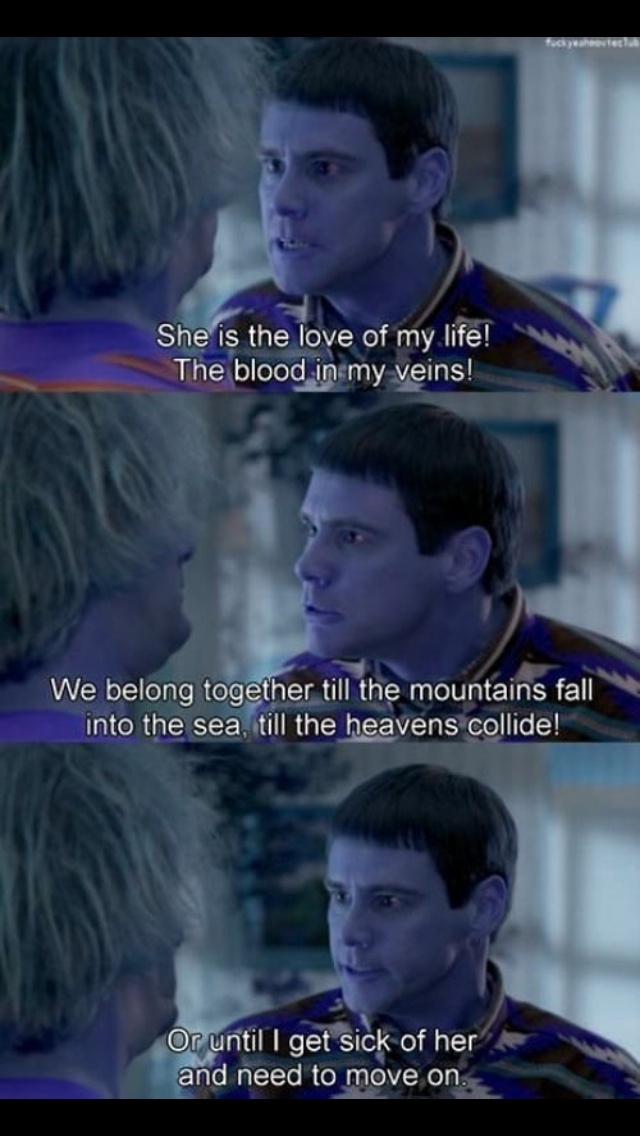 fuckyeahmovieclub
She is the love of my life!
The blood in my veins!
We belong together till the mountains fall
into the sea, till the heavens collide!
Or until I get sick of her
and need to move on.